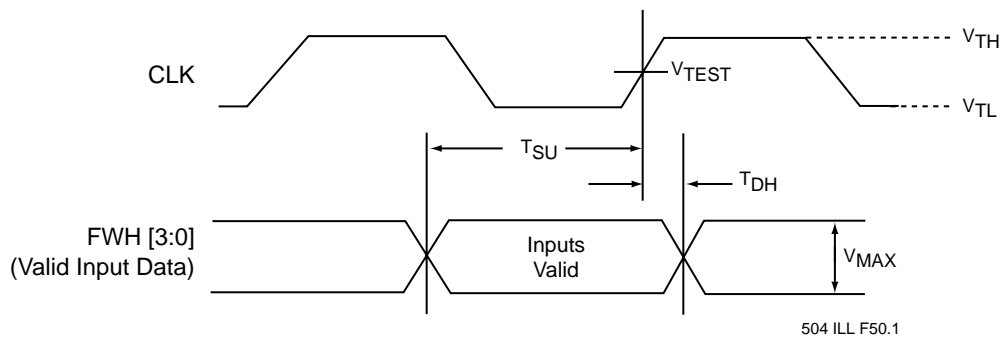 CLK
VTH
VTEST
VTL
TSU
TDH
FWH [3:0]
(Valid Input Data)
Inputs
Valid
VMAX
504 ILL F50.1